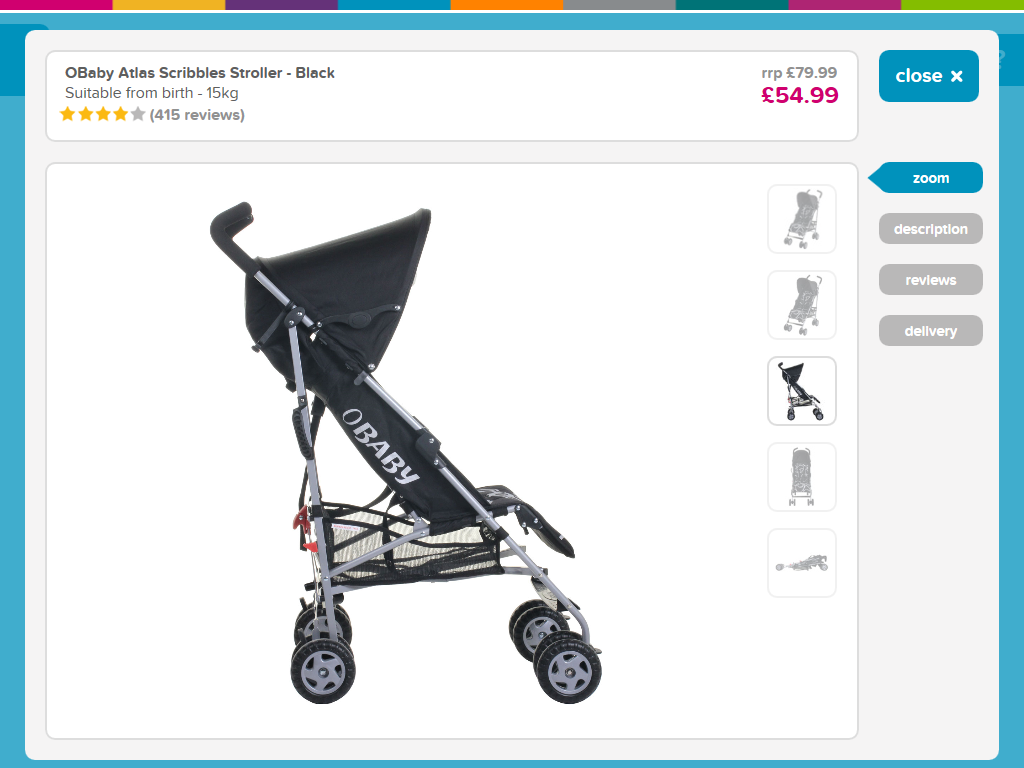 OBaby Atlas Scribbles Stroller - Black
Suitable from birth - 15kg
(415 reviews)
rrp £79.99
£54.99
close ×
?
zoom
description
reviews
delivery
OBABY